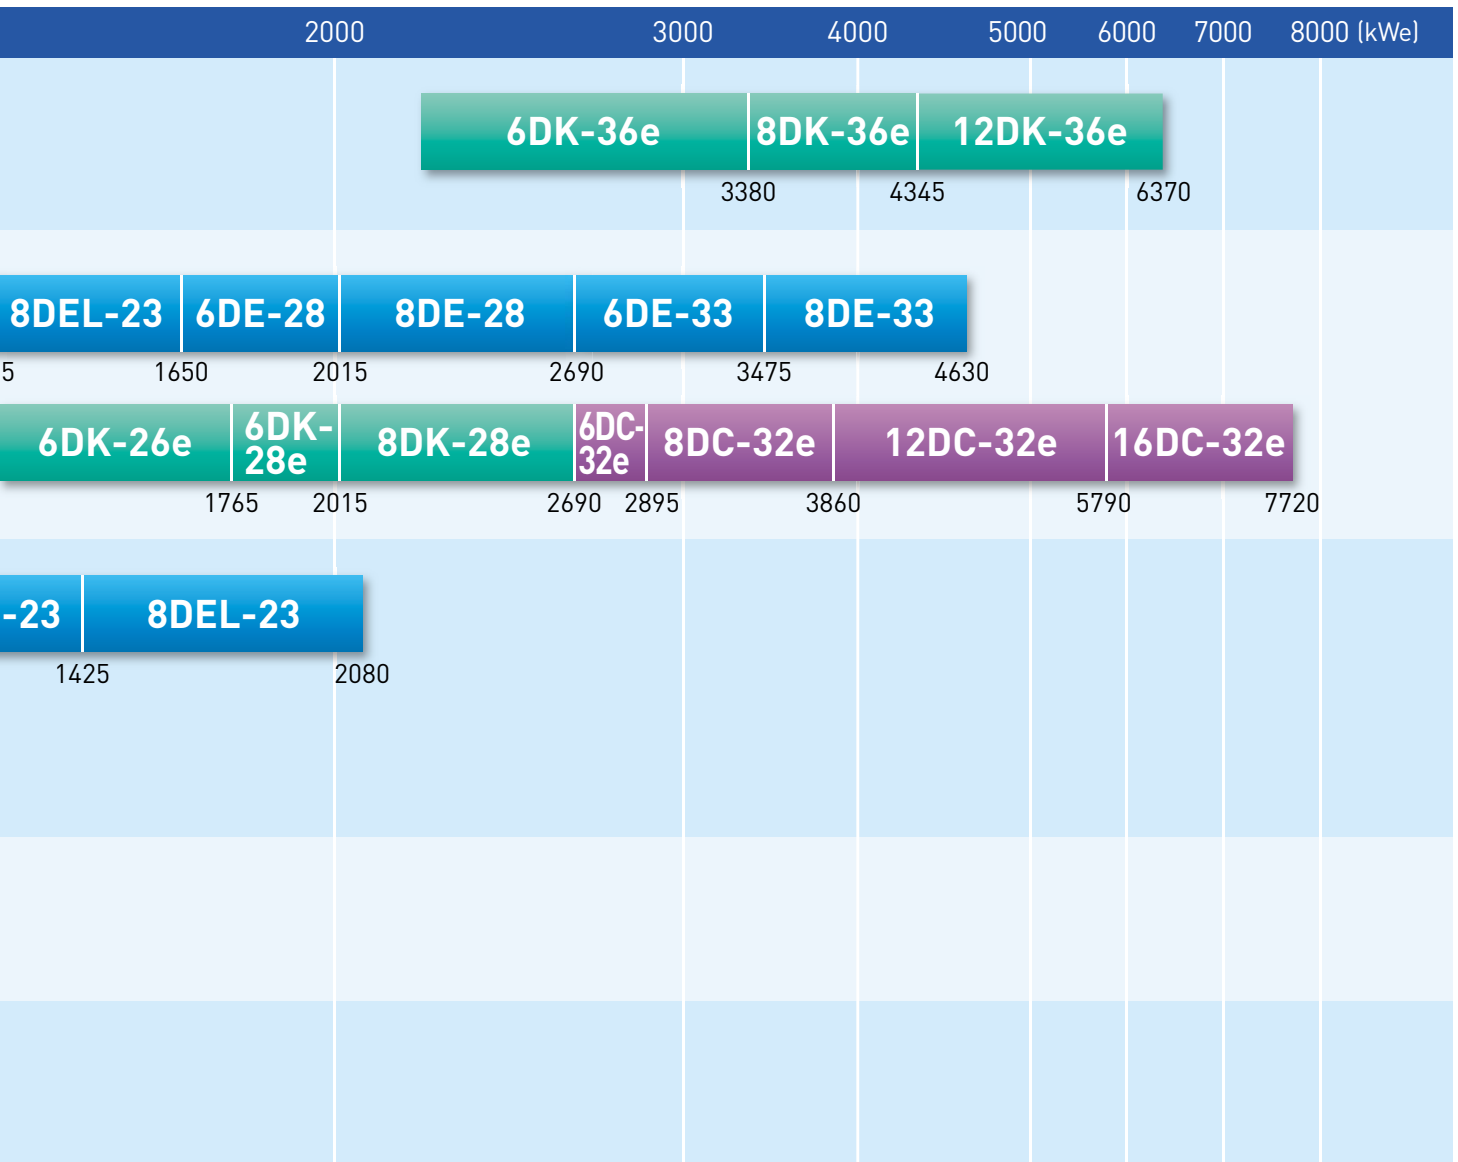 2000 3000 4000 5000 6000 7000 8000 (kWe)
6DK-36e 8DK-36e 12DK-36e
3380 4345 6370
8DEL-23 6DE-28 8DE-28 6DE-33 8DE-33
5 1650 2015 2690 3475 4630
6DK-26e 6DK-28e 8DK-28e 6DC-32e 8DC-32e 12DC-32e 16DC-32e
1765 2015 2690 2895 3860 5790 7720
-23 8DEL-23
1425 2080